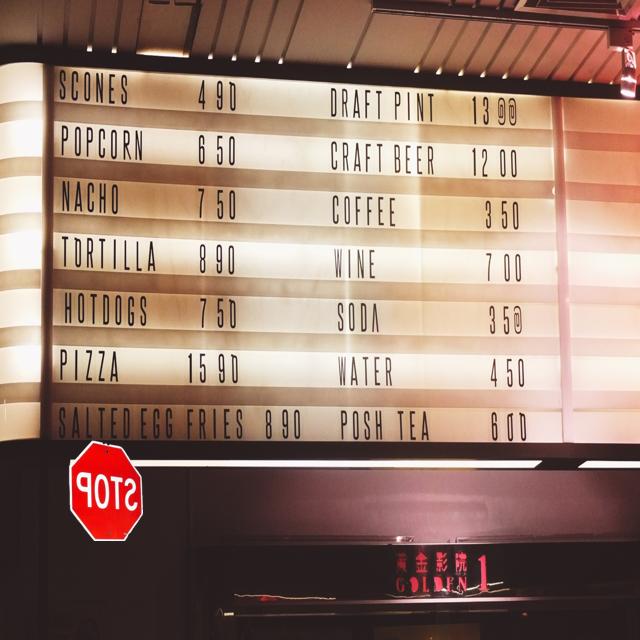 SCONES 4 90 DRAFT PINT 13 00
POPCORN 6 50 CRAFT BEER 12 00
NACHO 7 50 COFFEE 3 50
TORTILLA 8 90 WINE 7 00
HOTDOGS 7 50 SODA 3 50
PIZZA 15 90 WATER 4 50
SALTED EGG FRIES 8 90 POSH TEA 6 00
STOP
黃金影院
GOLDEN 1